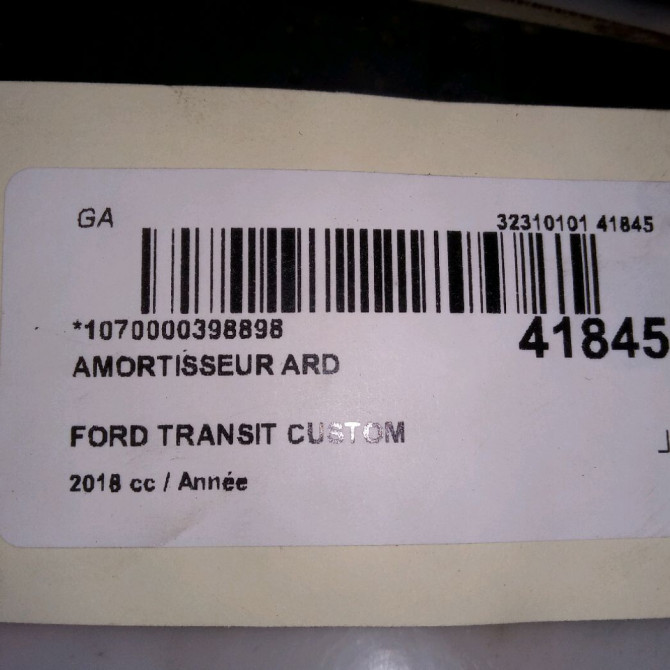 GA
32310101 41845
*1070000398898
41845
AMORTISSEUR ARD
FORD TRANSIT CUSTOM
2018 cc / Année